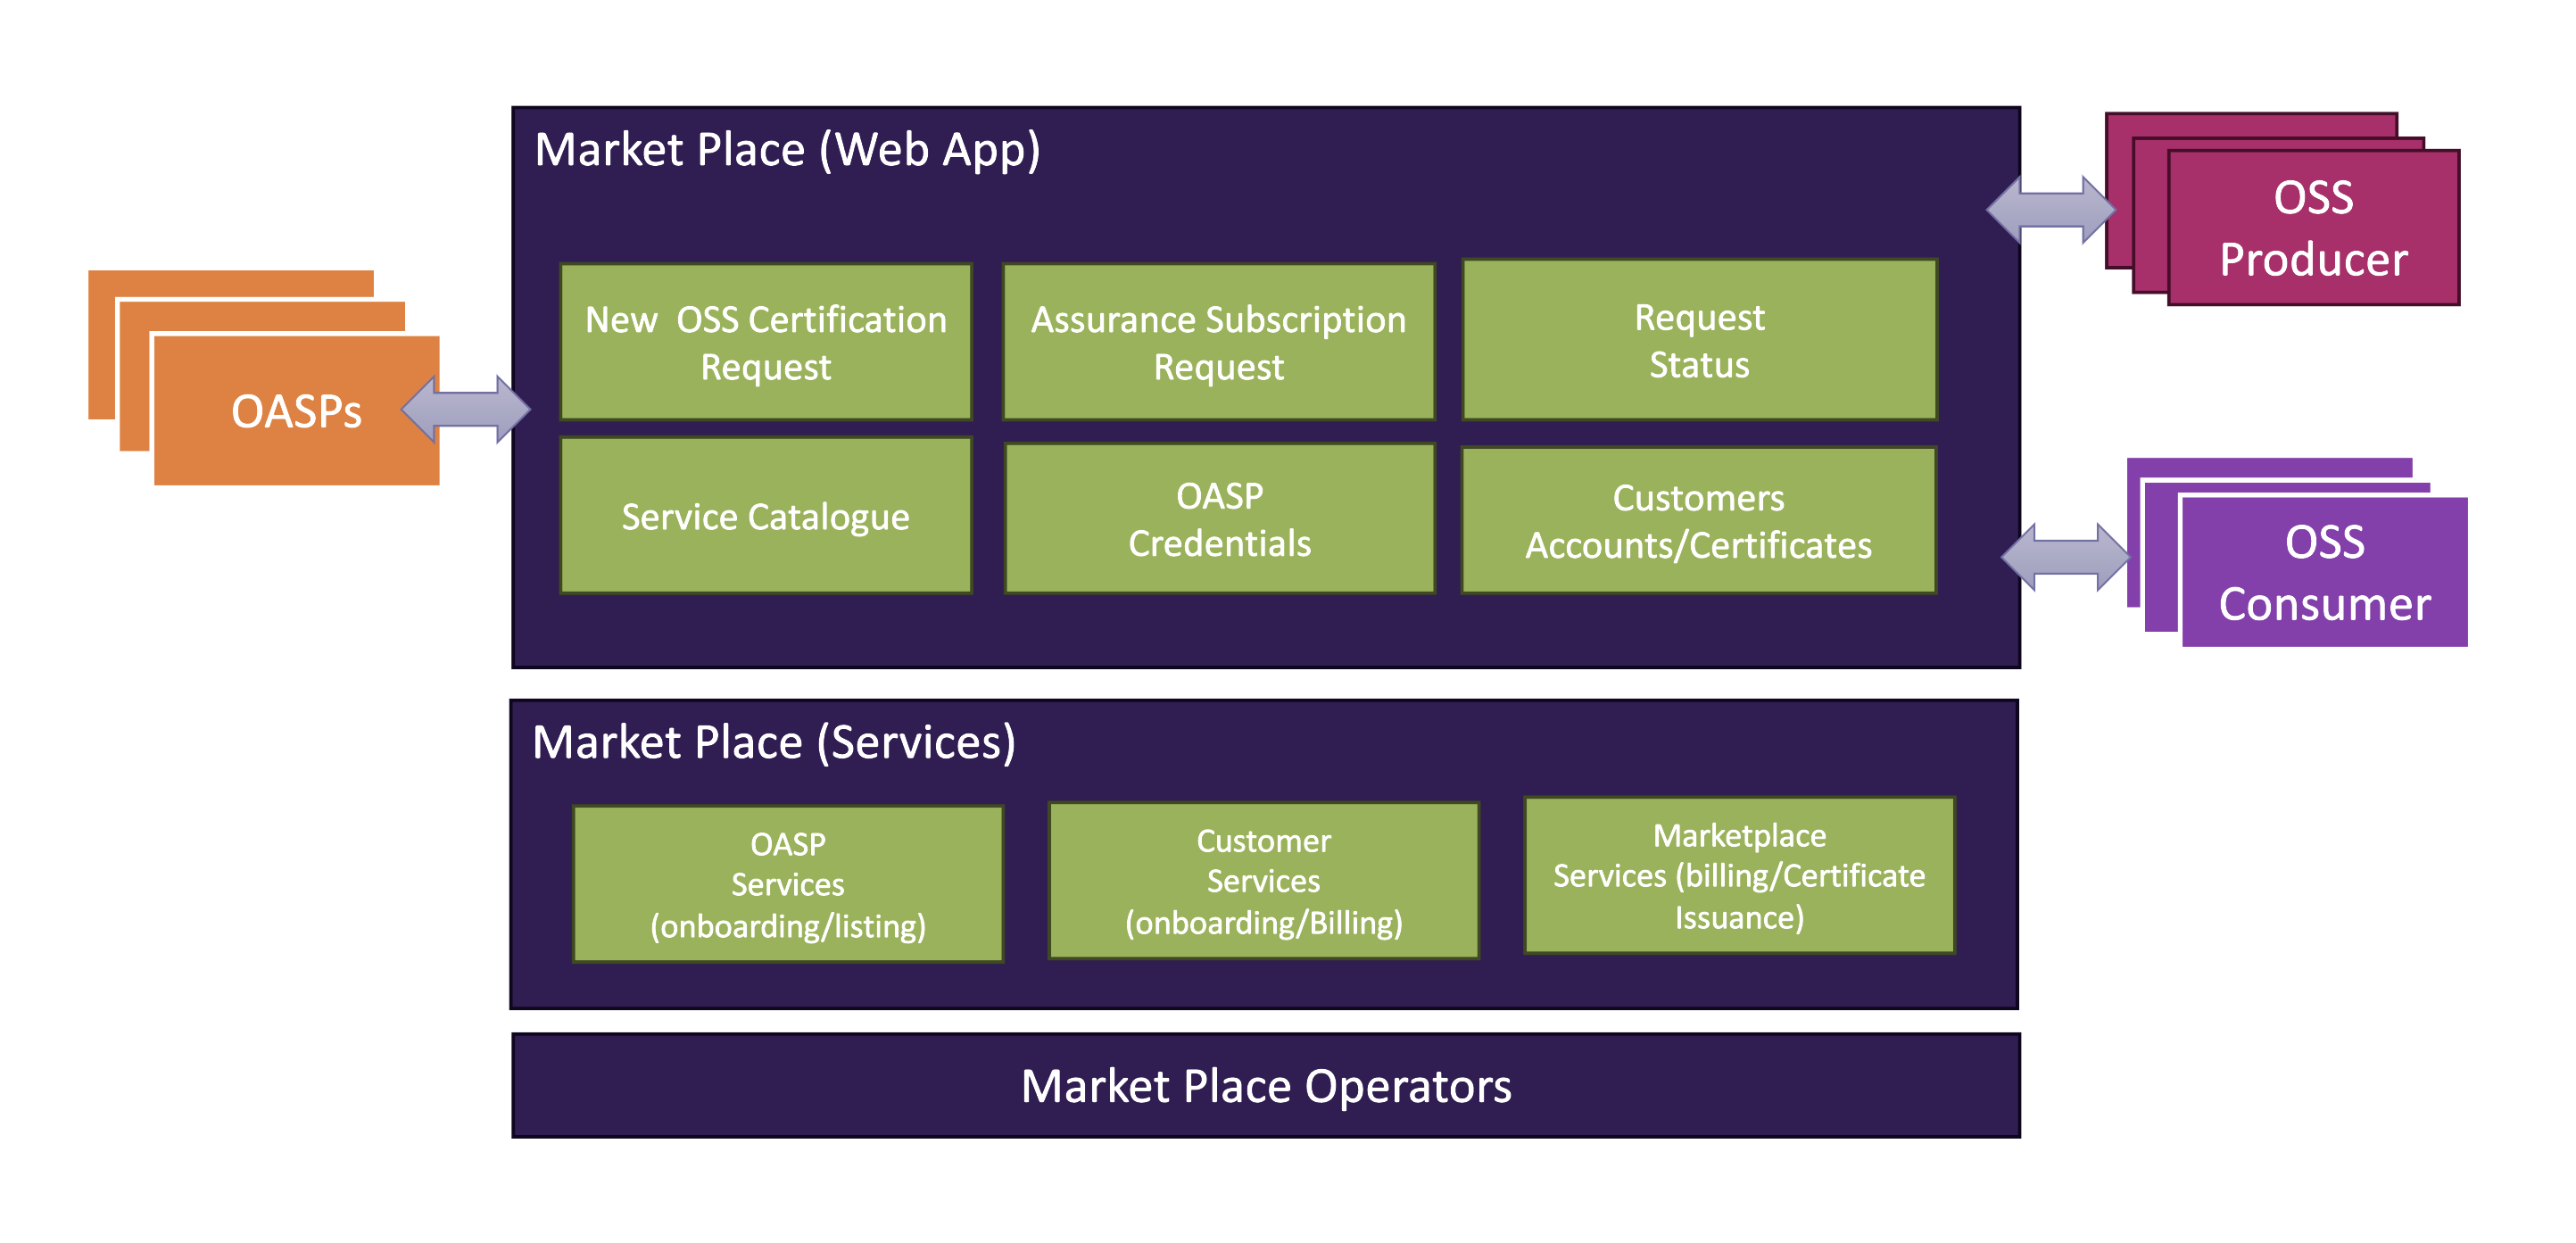 Market Place (Web App)
OSS
Producer
New  OSS Certification
Request
Assurance Subscription
Request
Request
Status
OASPs
Service Catalogue
OASP
Credentials
Customers
Accounts/Certificates
OSS
Consumer
Market Place (Services)
OASP
Services
(onboarding/listing)
Customer
Services
(onboarding/Billing)
Marketplace
Services (billing/Certificate
Issuance)
Market Place Operators